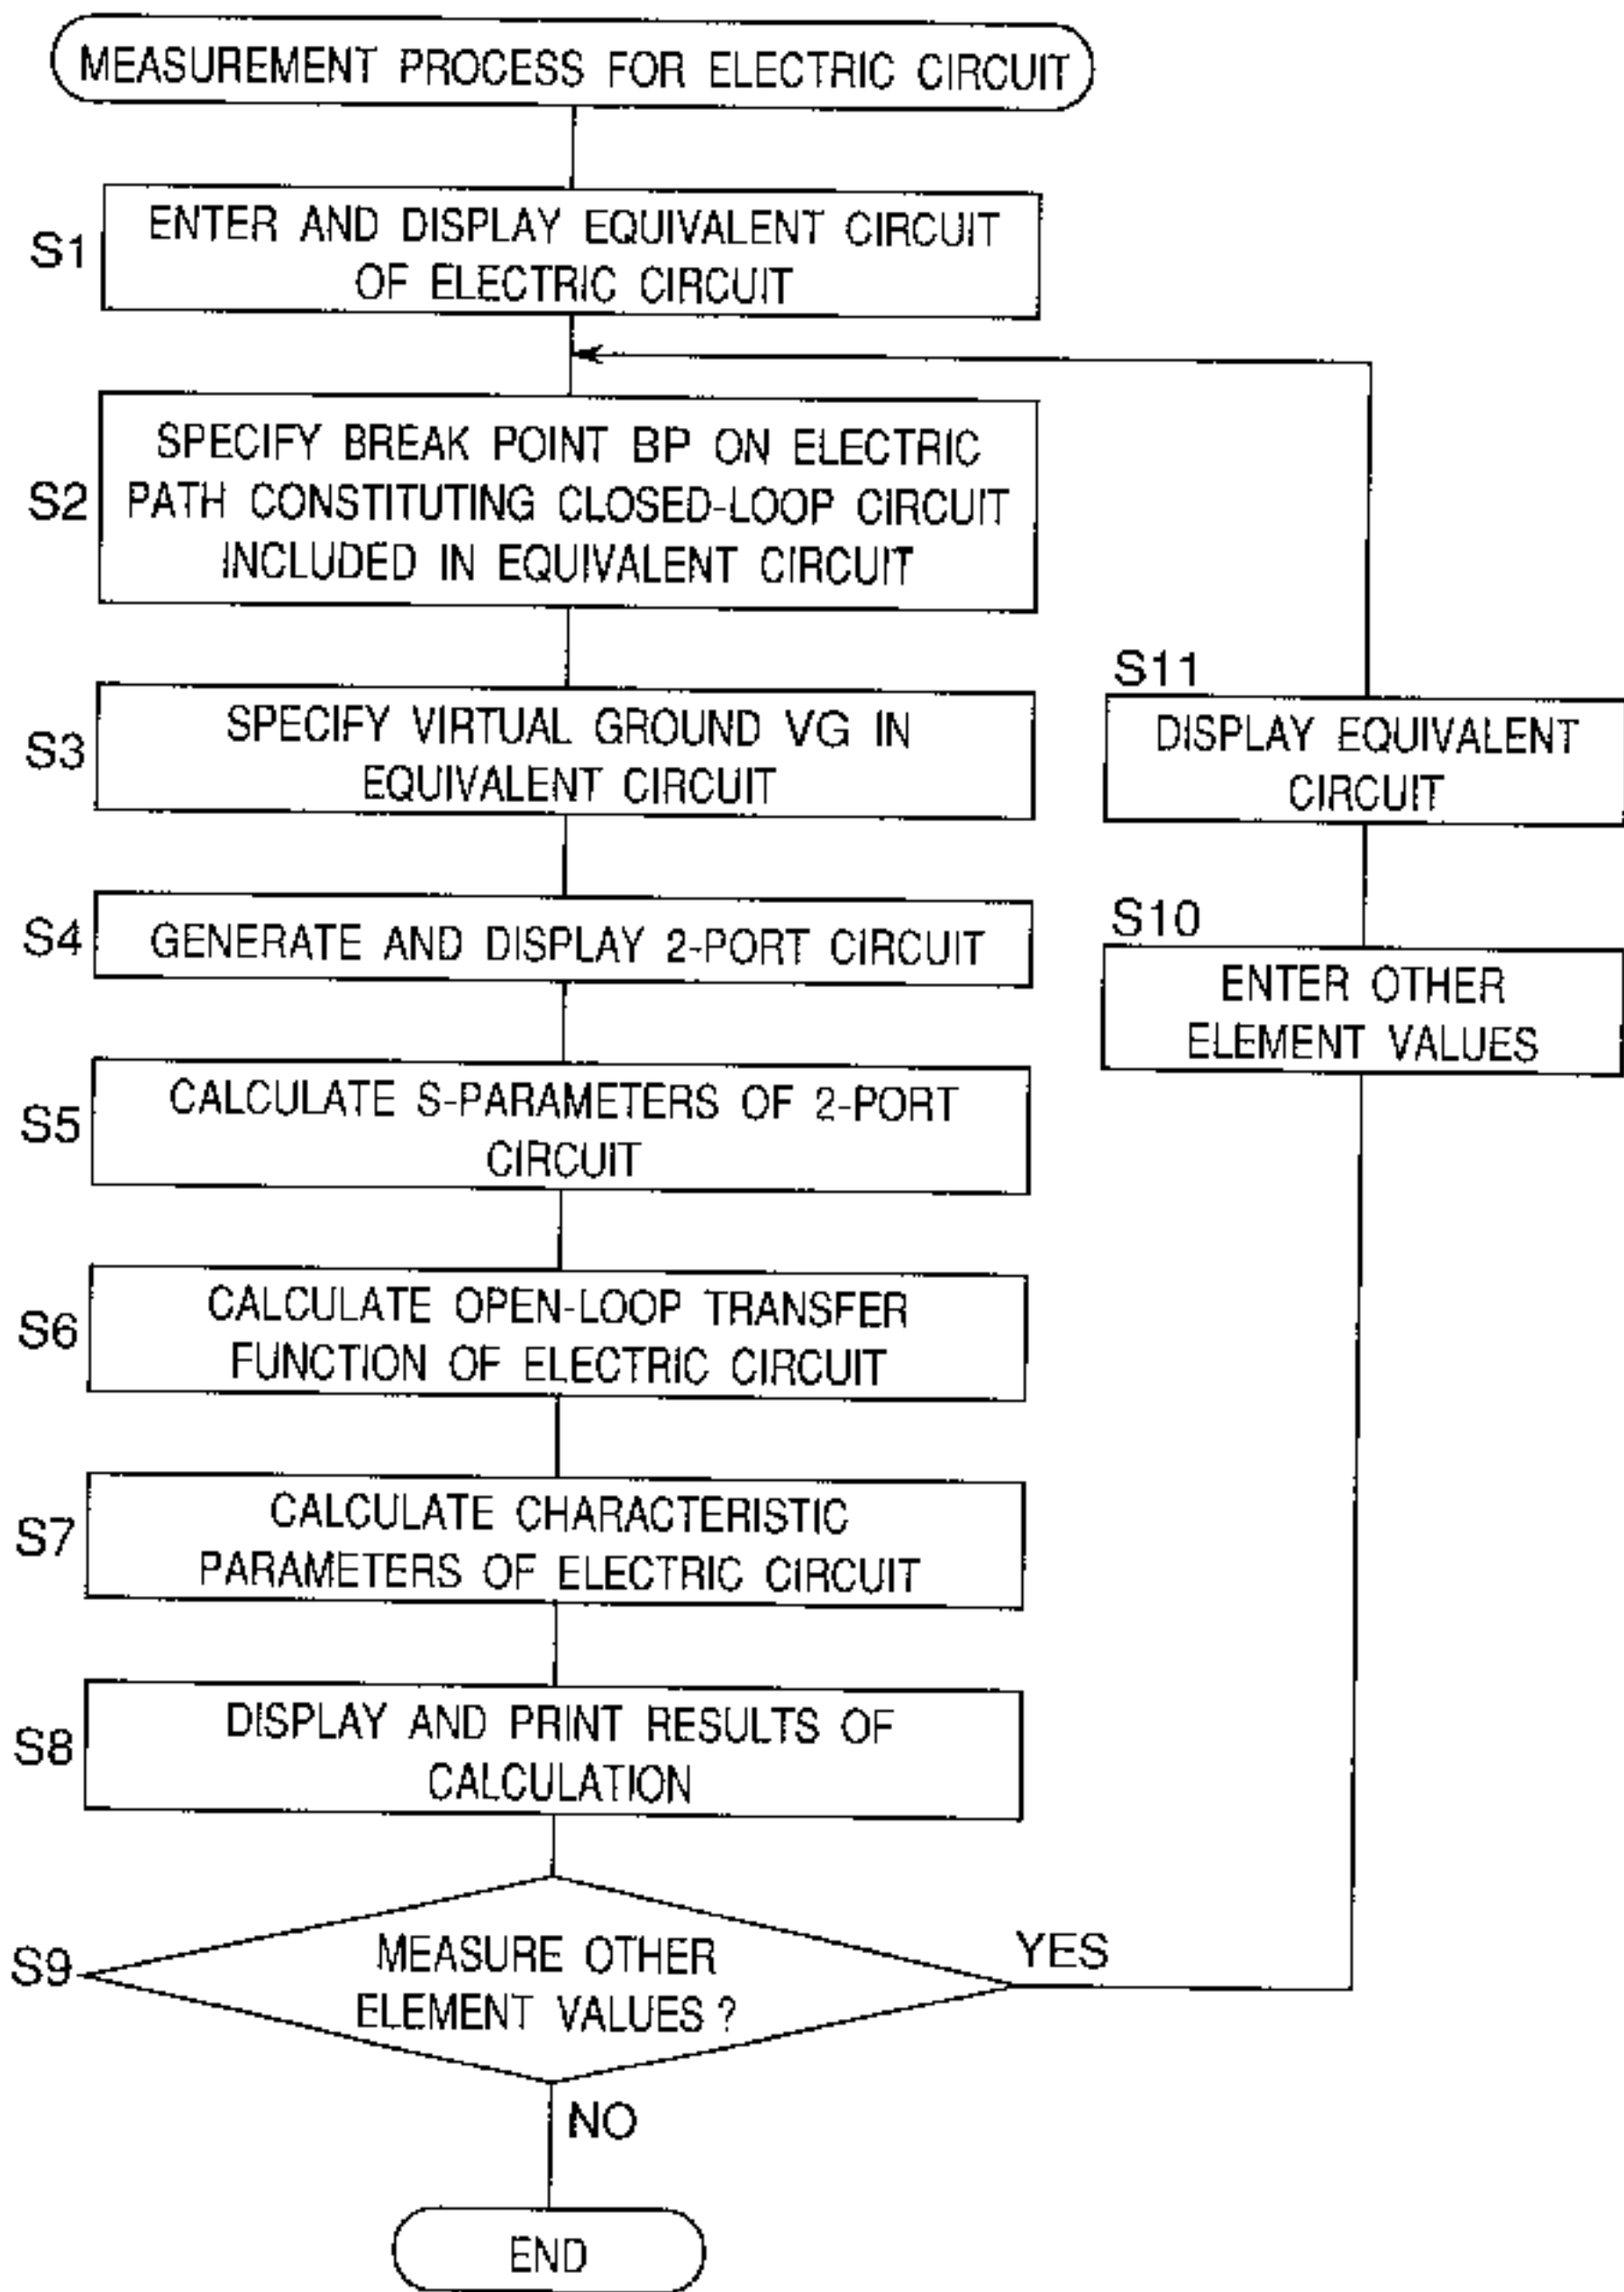 MEASUREMENT PROCESS FOR ELECTRIC CIRCUIT
S1
ENTER AND DISPLAY EQUIVALENT CIRCUIT
OF ELECTRIC CIRCUIT
S2
SPECIFY BREAK POINT BP ON ELECTRIC
PATH CONSTITUTING CLOSED-LOOP CIRCUIT
INCLUDED IN EQUIVALENT CIRCUIT
S3
SPECIFY VIRTUAL GROUND VG IN
EQUIVALENT CIRCUIT
S4
GENERATE AND DISPLAY 2-PORT CIRCUIT
S5
CALCULATE S-PARAMETERS OF 2-PORT
CIRCUIT
S6
CALCULATE OPEN-LOOP TRANSFER
FUNCTION OF ELECTRIC CIRCUIT
S7
CALCULATE CHARACTERISTIC
PARAMETERS OF ELECTRIC CIRCUIT
S8
DISPLAY AND PRINT RESULTS OF
CALCULATION
S9
MEASURE OTHER
ELEMENT VALUES?
YES
NO
END
S11
DISPLAY EQUIVALENT
CIRCUIT
S10
ENTER OTHER
ELEMENT VALUES